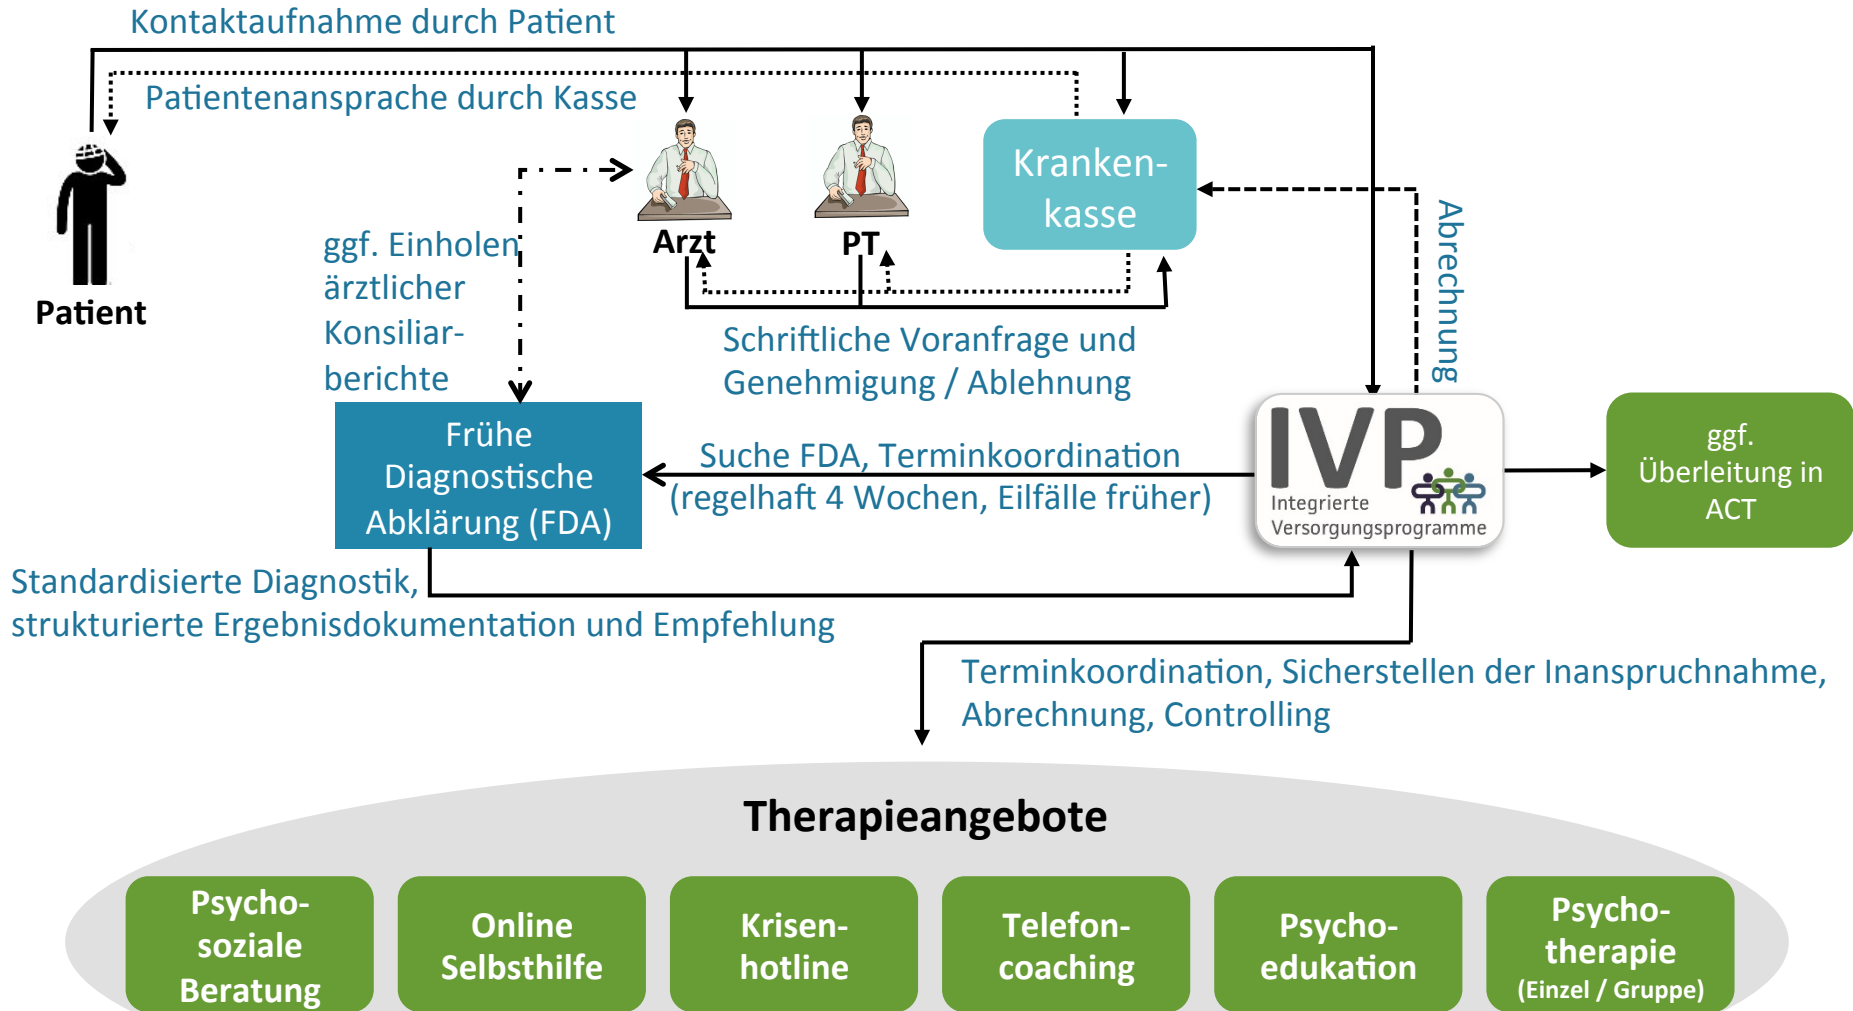 Kontaktaufnahme durch Patient
Patientenansprache durch Kasse
Kranken-
kasse
Arzt
PT
Patient
ggf. Einholen
ärztlicher
Konsiliar-
berichte
Abrechnung
Schriftliche Voranfrage und
Genehmigung / Ablehnung
Frühe
Diagnostische
Abklärung (FDA)
Suche FDA, Terminkoordination
(regelhaft 4 Wochen, Eilfälle früher)
IVP
Integrierte
Versorgungsprogramme
ggf.
Überleitung in
ACT
Standardisierte Diagnostik,
strukturierte Ergebnisdokumentation und Empfehlung
Terminkoordination, Sicherstellen der Inanspruchnahme,
Abrechnung, Controlling
Therapieangebote
Psycho-
soziale
Beratung
Online
Selbsthilfe
Krisen-
hotline
Telefon-
coaching
Psycho-
edukation
Psycho-
therapie
(Einzel / Gruppe)